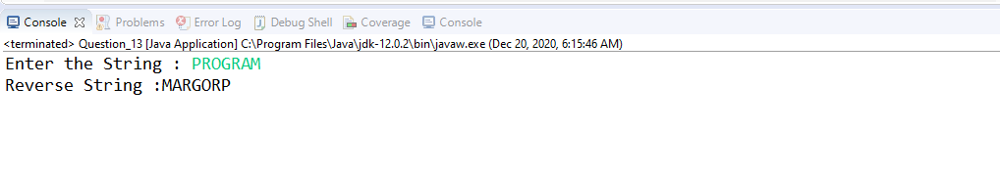 Console Problems Error Log Debug Shell Coverage Console
<terminated> Question_13 [Java Application] C:\Program Files\Java\jdk-12.0.2\bin\javaw.exe (Dec 20, 2020, 6:15:46 AM)
Enter the String : PROGRAM
Reverse String :MARGORP